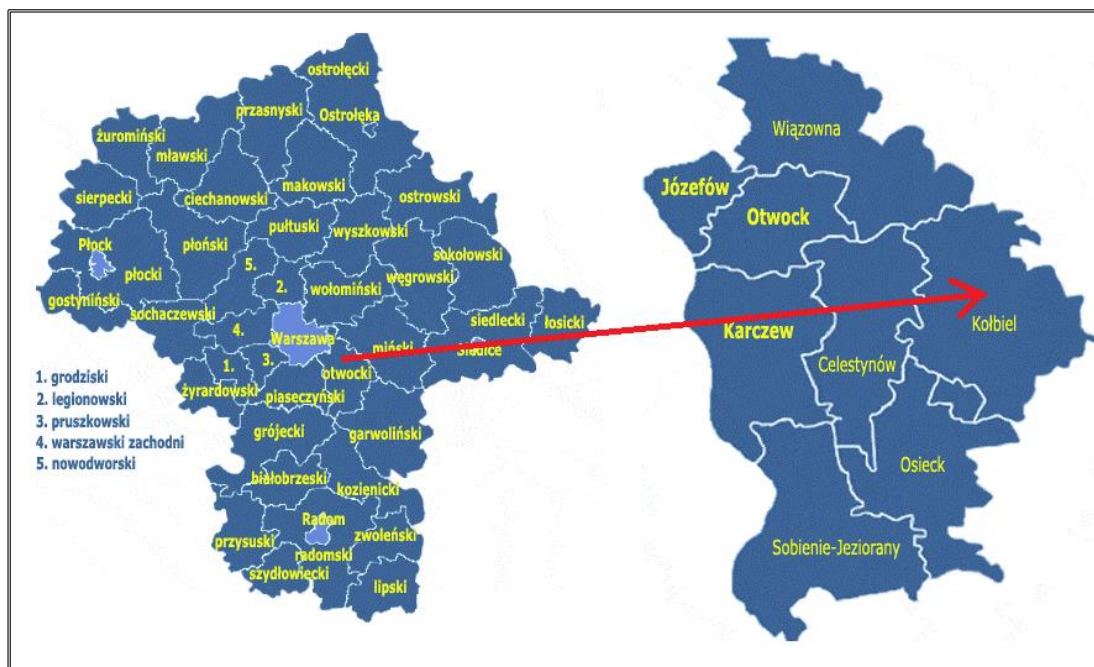 ostrołęcki
przasnyski
Ostrołęka
żuromiński
mławski
makowski
sierpecki
ciechanowski
ostrowski
pułtuski
wyszkowski
Płock
płoński
sokołowski
5.
płocki
węgrowski
2.
wołomiński
gostyniński
sochaczewski
siedlecki
łosicki
4.
Warszawa
miński
Siedlce
1.
3.
otwocki
żyrardowski
piaseczyński
grójecki
garwoliński
białobrzeski
kozienicki
Radom
zwoleński
przysuski
radomski
szydłowiecki
lipski
1. grodziski
2. legionowski
3. pruszkowski
4. warszawski zachodni
5. nowodworski
Wiązowna
Józefów
Otwock
Karczew
Kołbiel
Celestynów
Osieck
Sobienie-Jeziorany